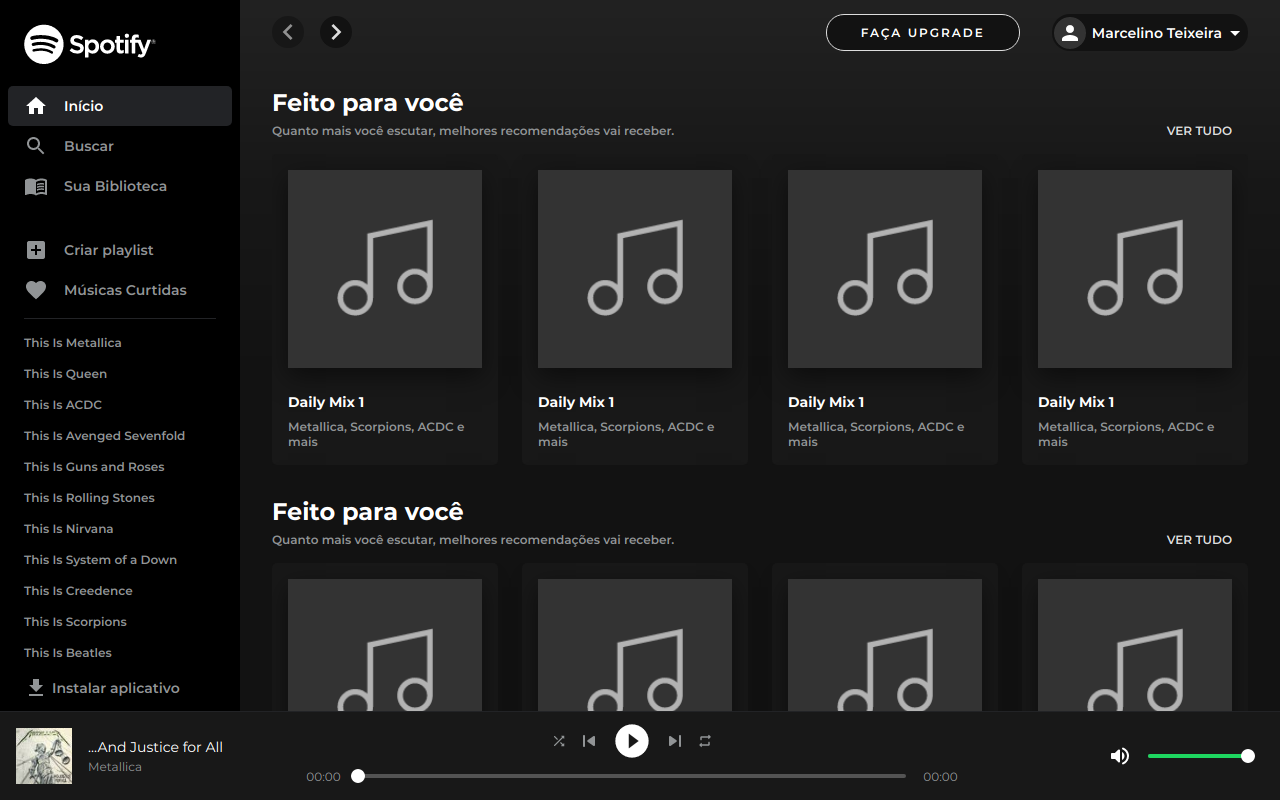 Spotify®
FAÇA UPGRADE
Marcelino Teixeira
Início
Buscar
Sua Biblioteca
Criar playlist
Músicas Curtidas
This Is Metallica
This Is Queen
This Is ACDC
This Is Avenged Sevenfold
This Is Guns and Roses
This Is Rolling Stones
This Is Nirvana
This Is System of a Down
This Is Creedence
This Is Scorpions
This Is Beatles
Instalar aplicativo
Feito para você
Quanto mais você escutar, melhores recomendações vai receber.
VER TUDO
Daily Mix 1
Metallica, Scorpions, ACDC e
mais
Daily Mix 1
Metallica, Scorpions, ACDC e
mais
Daily Mix 1
Metallica, Scorpions, ACDC e
mais
Daily Mix 1
Metallica, Scorpions, ACDC e
mais
Feito para você
Quanto mais você escutar, melhores recomendações vai receber.
VER TUDO
...And Justice for All
Metallica
00:00
00:00